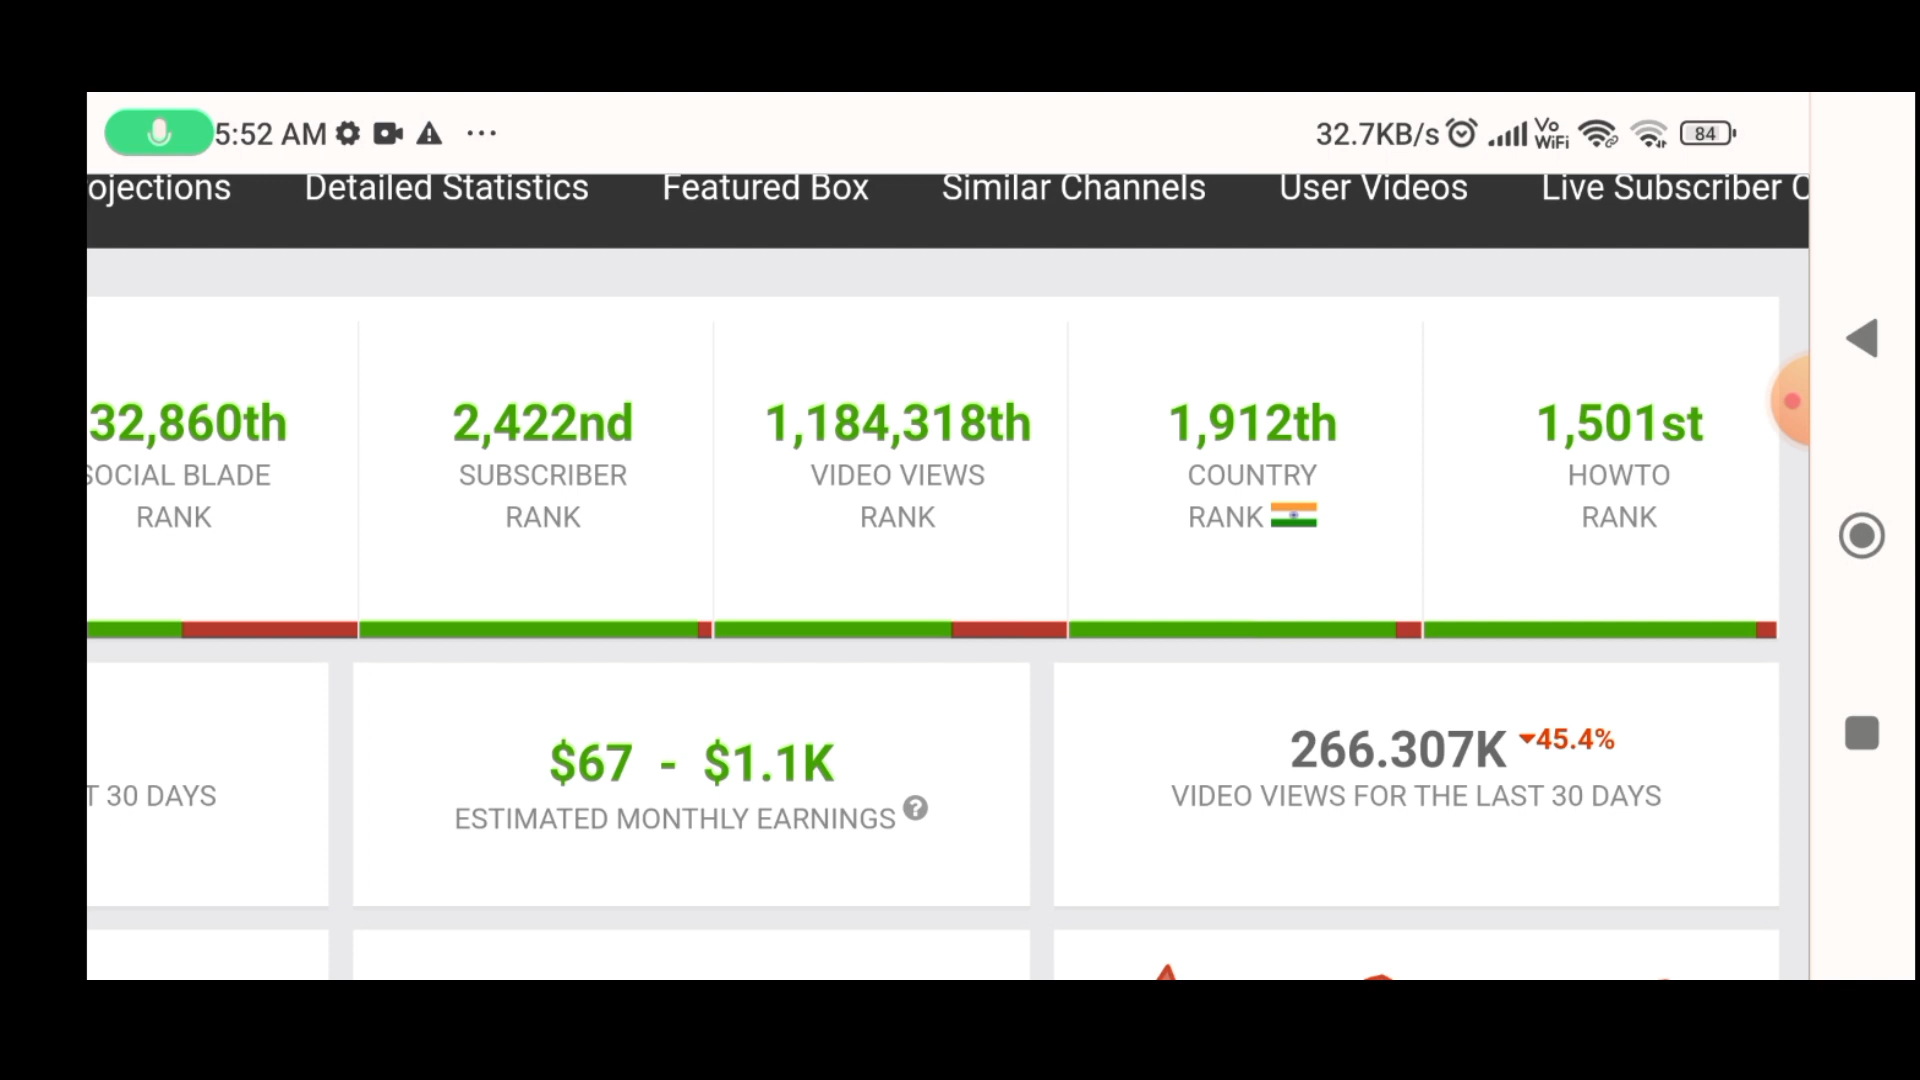 5:52 AM ...
32.7KB/s Vo WiFi 84
ojections Detailed Statistics Featured Box Similar Channels User Videos Live Subscriber C
32,860th 2,422nd 1,184,318th 1,912th 1,501st
SOCIAL BLADE SUBSCRIBER VIDEO VIEWS COUNTRY HOWTO
RANK RANK RANK RANK RANK
$67 - $1.1K
ESTIMATED MONTHLY EARNINGS ?
266.307K 45.4%
T 30 DAYS
VIDEO VIEWS FOR THE LAST 30 DAYS